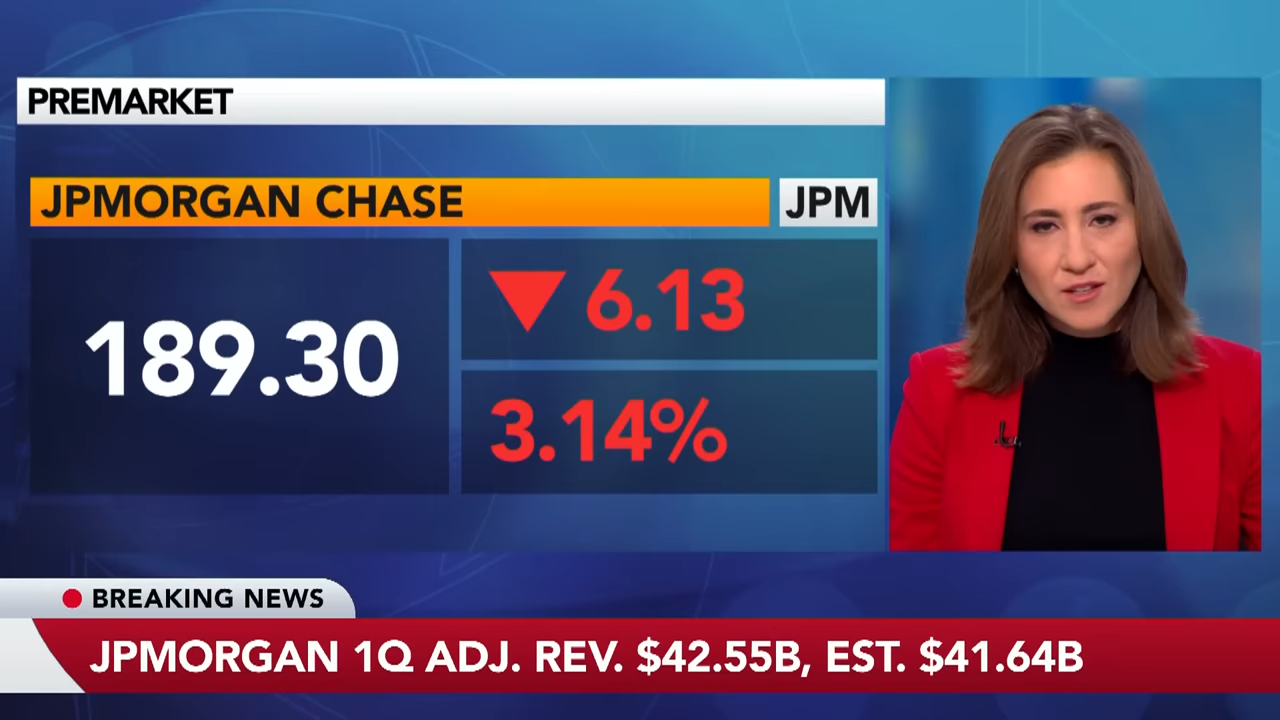 PREMARKET
JPMORGAN CHASE JPM
189.30
▼ 6.13
3.14%
BREAKING NEWS
JPMORGAN 1Q ADJ. REV. $42.55B, EST. $41.64B